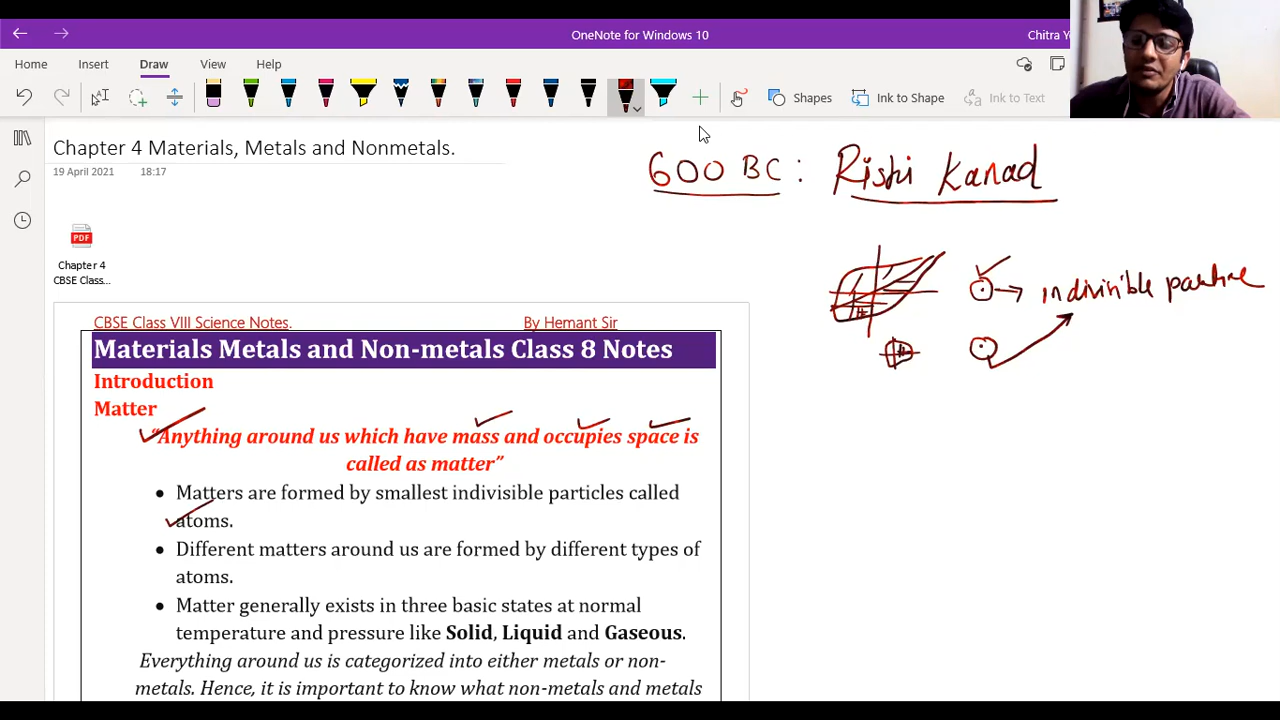 OneNote for Windows 10
Chitra
Home Insert Draw View Help
Shapes Ink to Shape Ink to Text
Chapter 4 Materials, Metals and Nonmetals.
19 April 2021 18:17
600 BC : Rishi Kanad
PDF
Chapter 4
CBSE Class...
indivisible particle
CBSE Class VIII Science Notes. By Hemant Sir
Materials Metals and Non-metals Class 8 Notes
Introduction
Matter
“Anything around us which have mass and occupies space is
called as matter”
• Matters are formed by smallest indivisible particles called
atoms.
• Different matters around us are formed by different types of
atoms.
• Matter generally exists in three basic states at normal
temperature and pressure like Solid, Liquid and Gaseous.
Everything around us is categorized into either metals or non-
metals. Hence, it is important to know what non-metals and metals